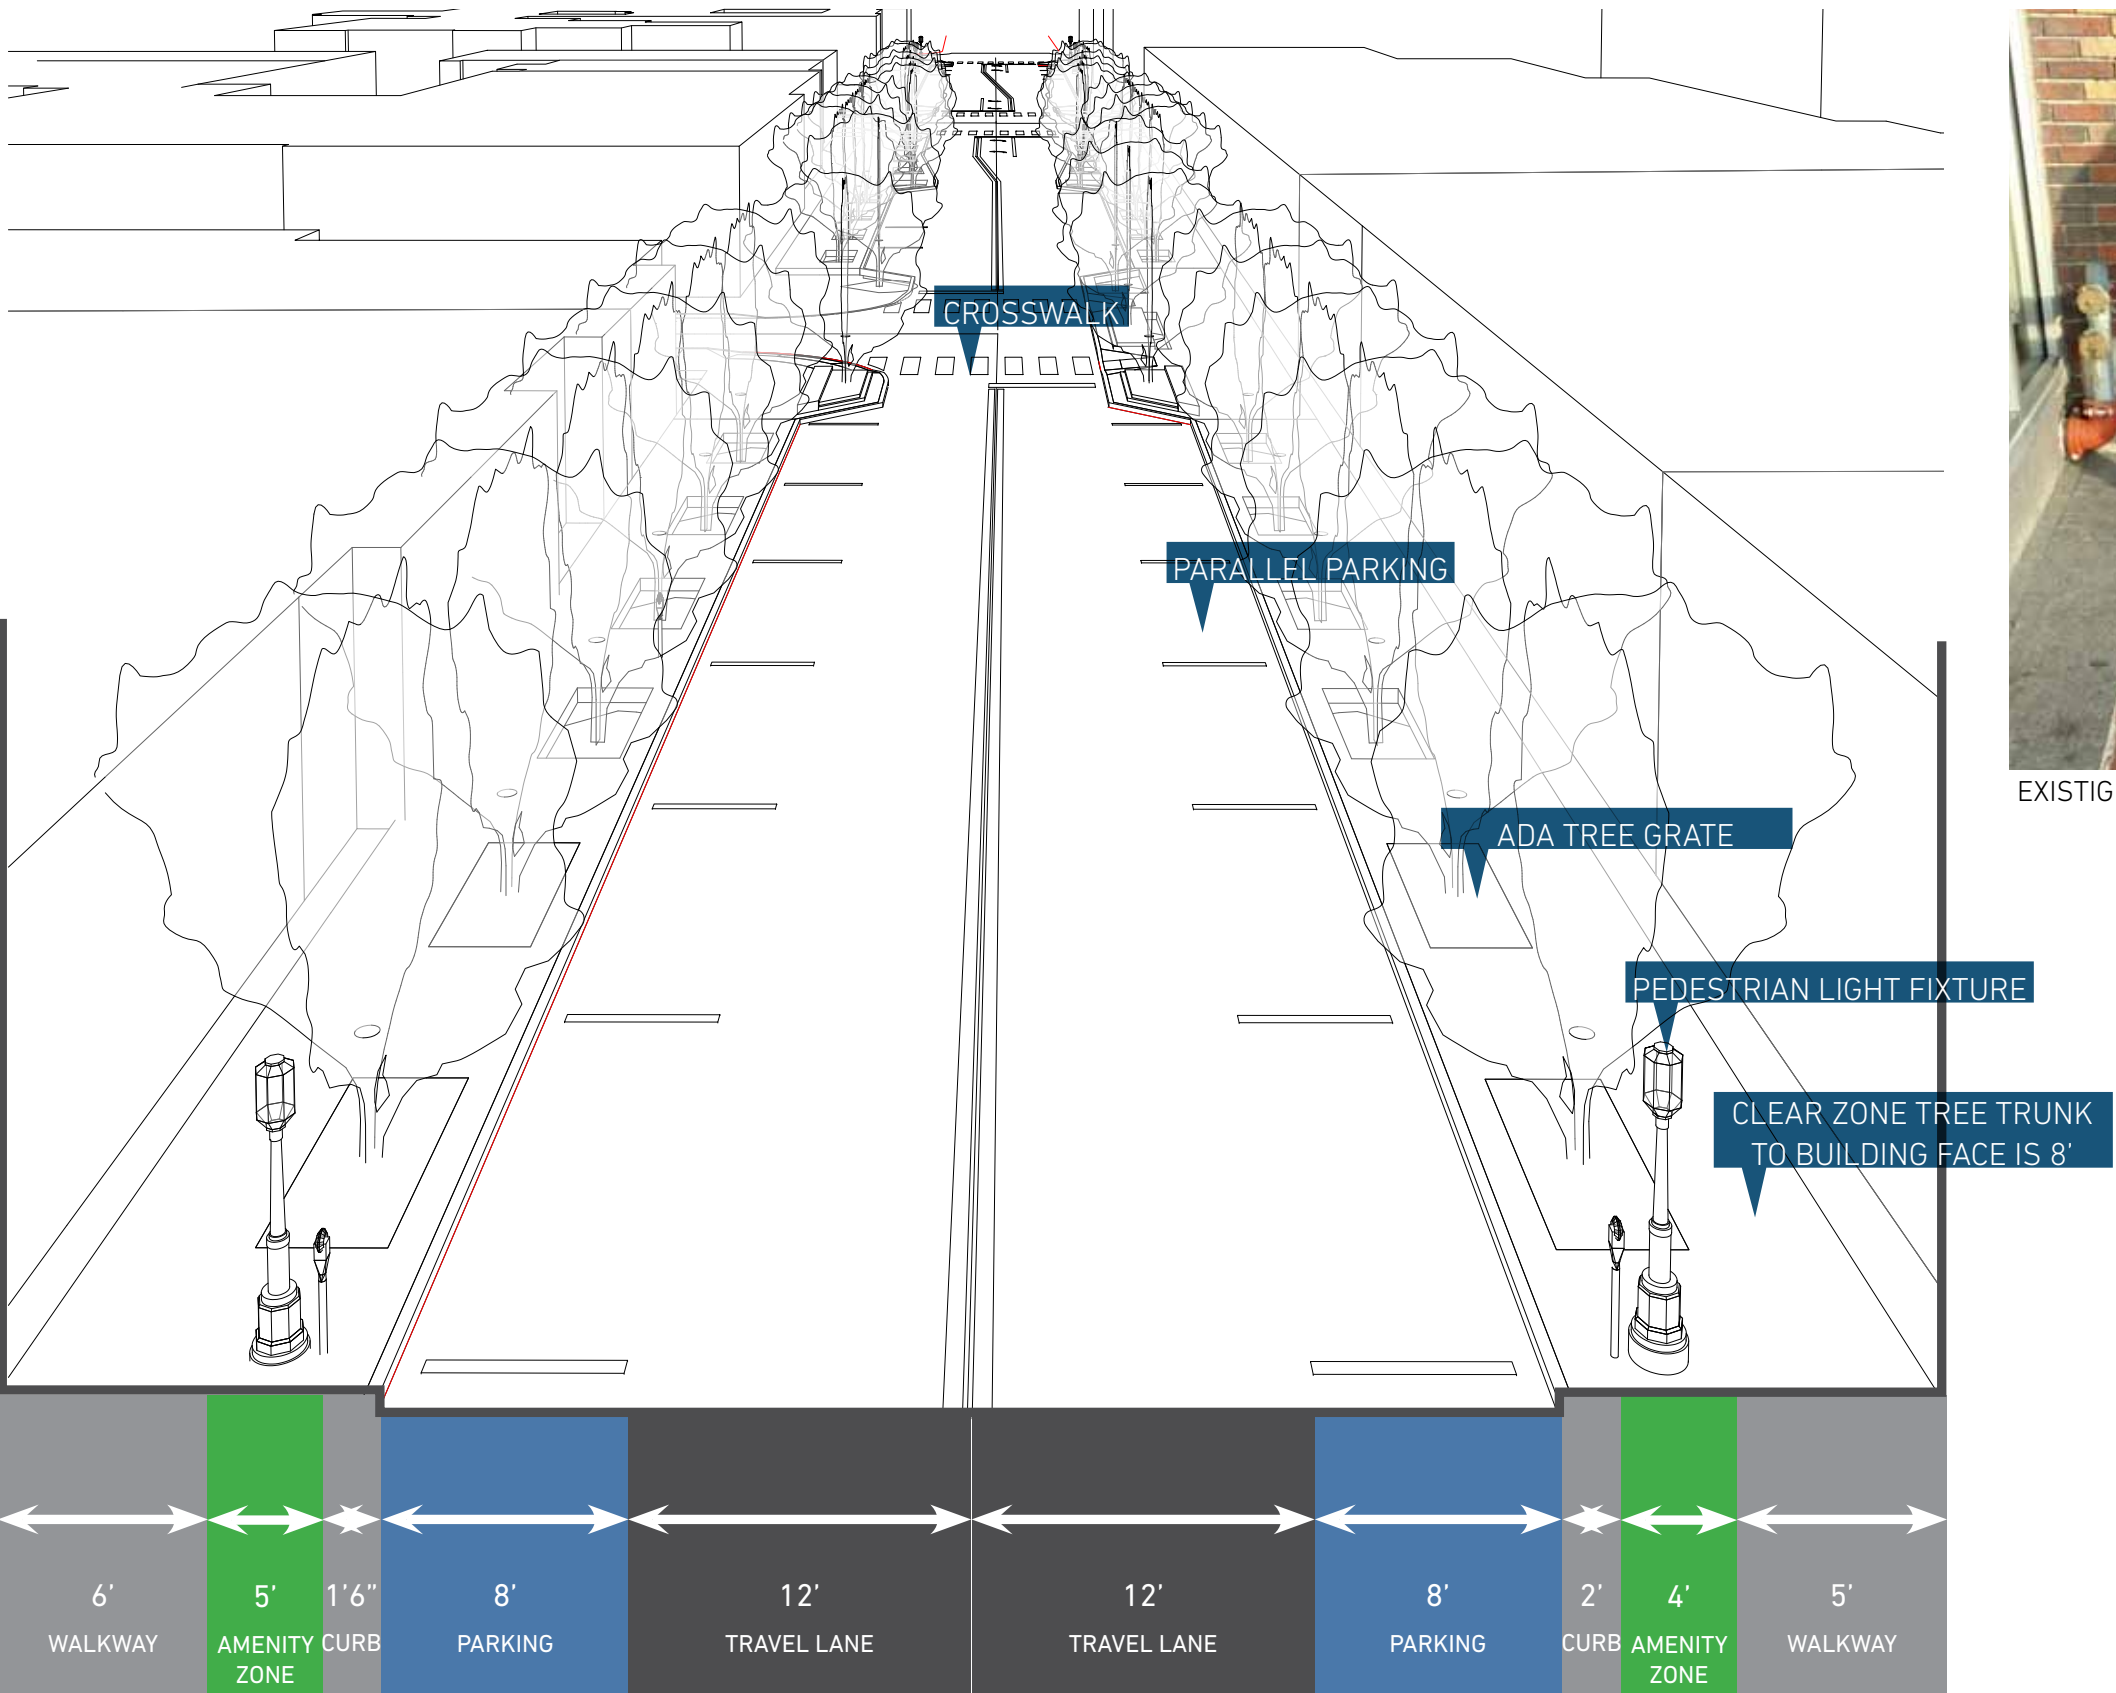 CROSSWALK
PARALLEL PARKING
EXISTIG
ADA TREE GRATE
PEDESTRIAN LIGHT FIXTURE
CLEAR ZONE TREE TRUNK
TO BUILDING FACE IS 8’
6’
WALKWAY
5’
AMENITY
ZONE
1’6”
CURB
8’
PARKING
12’
TRAVEL LANE
12’
TRAVEL LANE
8’
PARKING
2’
CURB
4’
AMENITY
ZONE
5’
WALKWAY